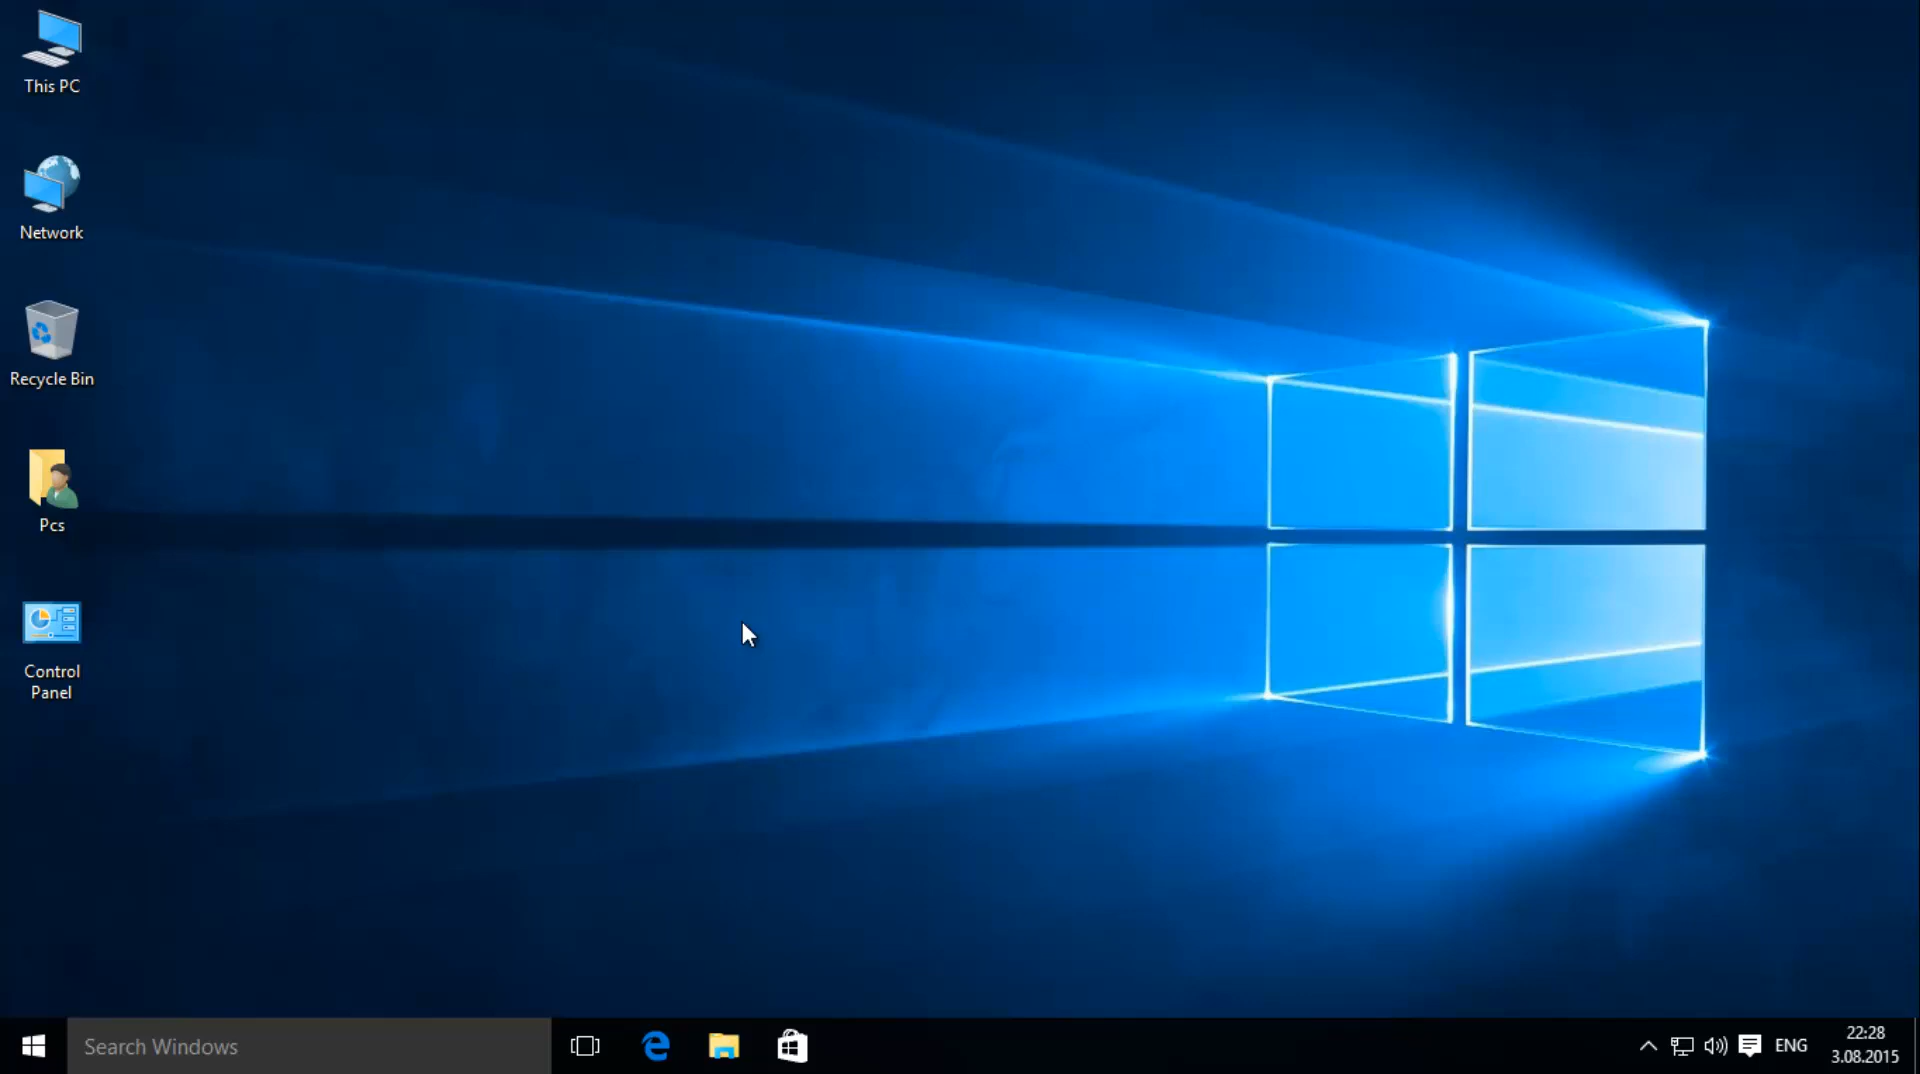 This PC
Network
Recycle Bin
Pcs
Control
Panel
Search Windows
ENG
22:28
3.08.2015